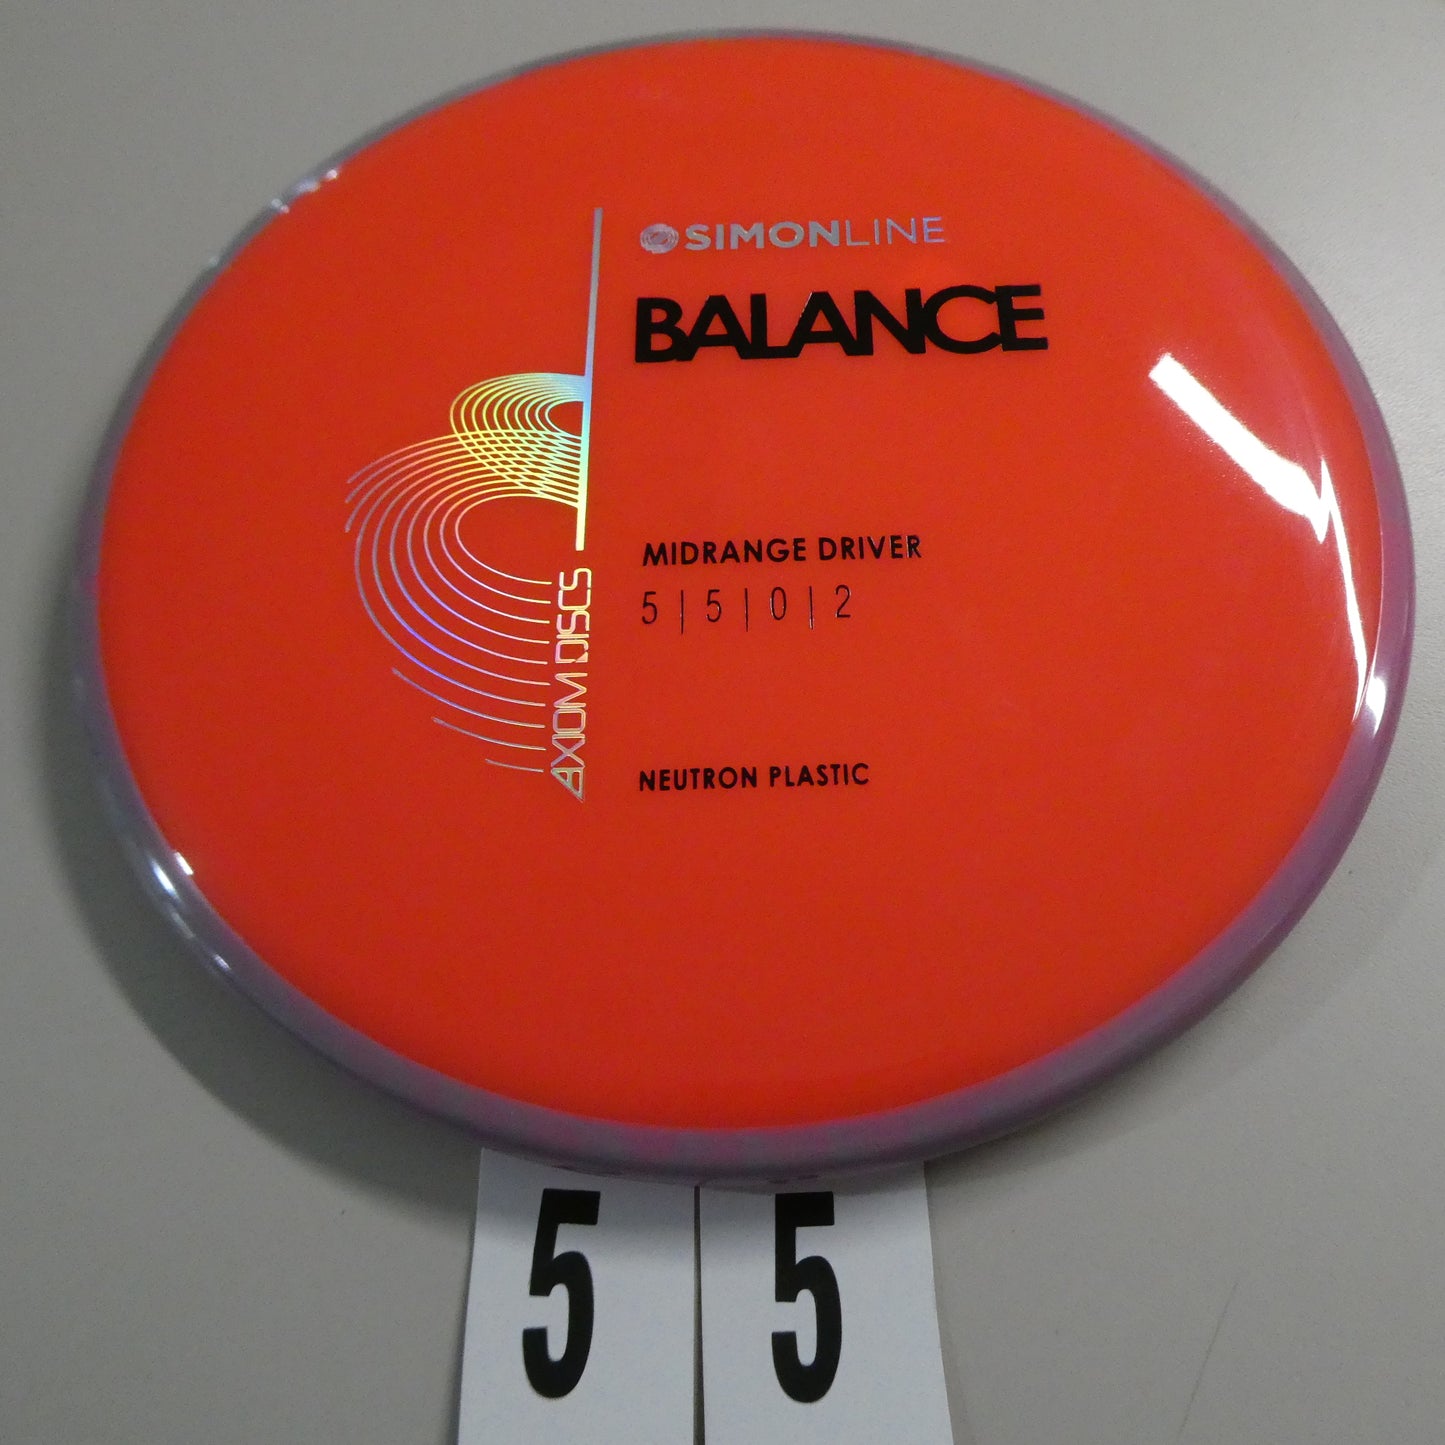 SIMONLINE
BALANCE
MIDRANGE DRIVER
5 | 5 | 0 | 2
NEUTRON PLASTIC
AXIOM DISCS
5 5